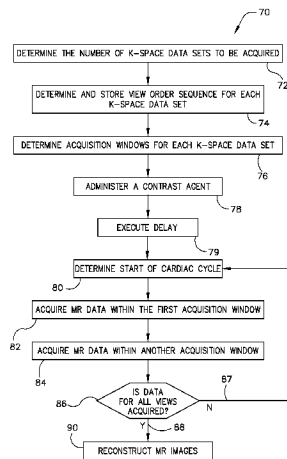 70
DETERMINE THE NUMBER OF K-SPACE DATA SETS TO BE ACQUIRED
72
DETERMINE AND STORE VIEW ORDER SEQUENCE FOR EACH
K-SPACE DATA SET
74
DETERMINE ACQUISITION WINDOWS FOR EACH K-SPACE DATA SET
76
ADMINISTER A CONTRAST AGENT
78
EXECUTE DELAY
79
DETERMINE START OF CARDIAC CYCLE
80
ACQUIRE MR DATA WITHIN THE FIRST ACQUISITION WINDOW
82
ACQUIRE MR DATA WITHIN ANOTHER ACQUISITION WINDOW
84
IS DATA
FOR ALL VIEWS
ACQUIRED?
86
87
N
Y
88
90
RECONSTRUCT MR IMAGES